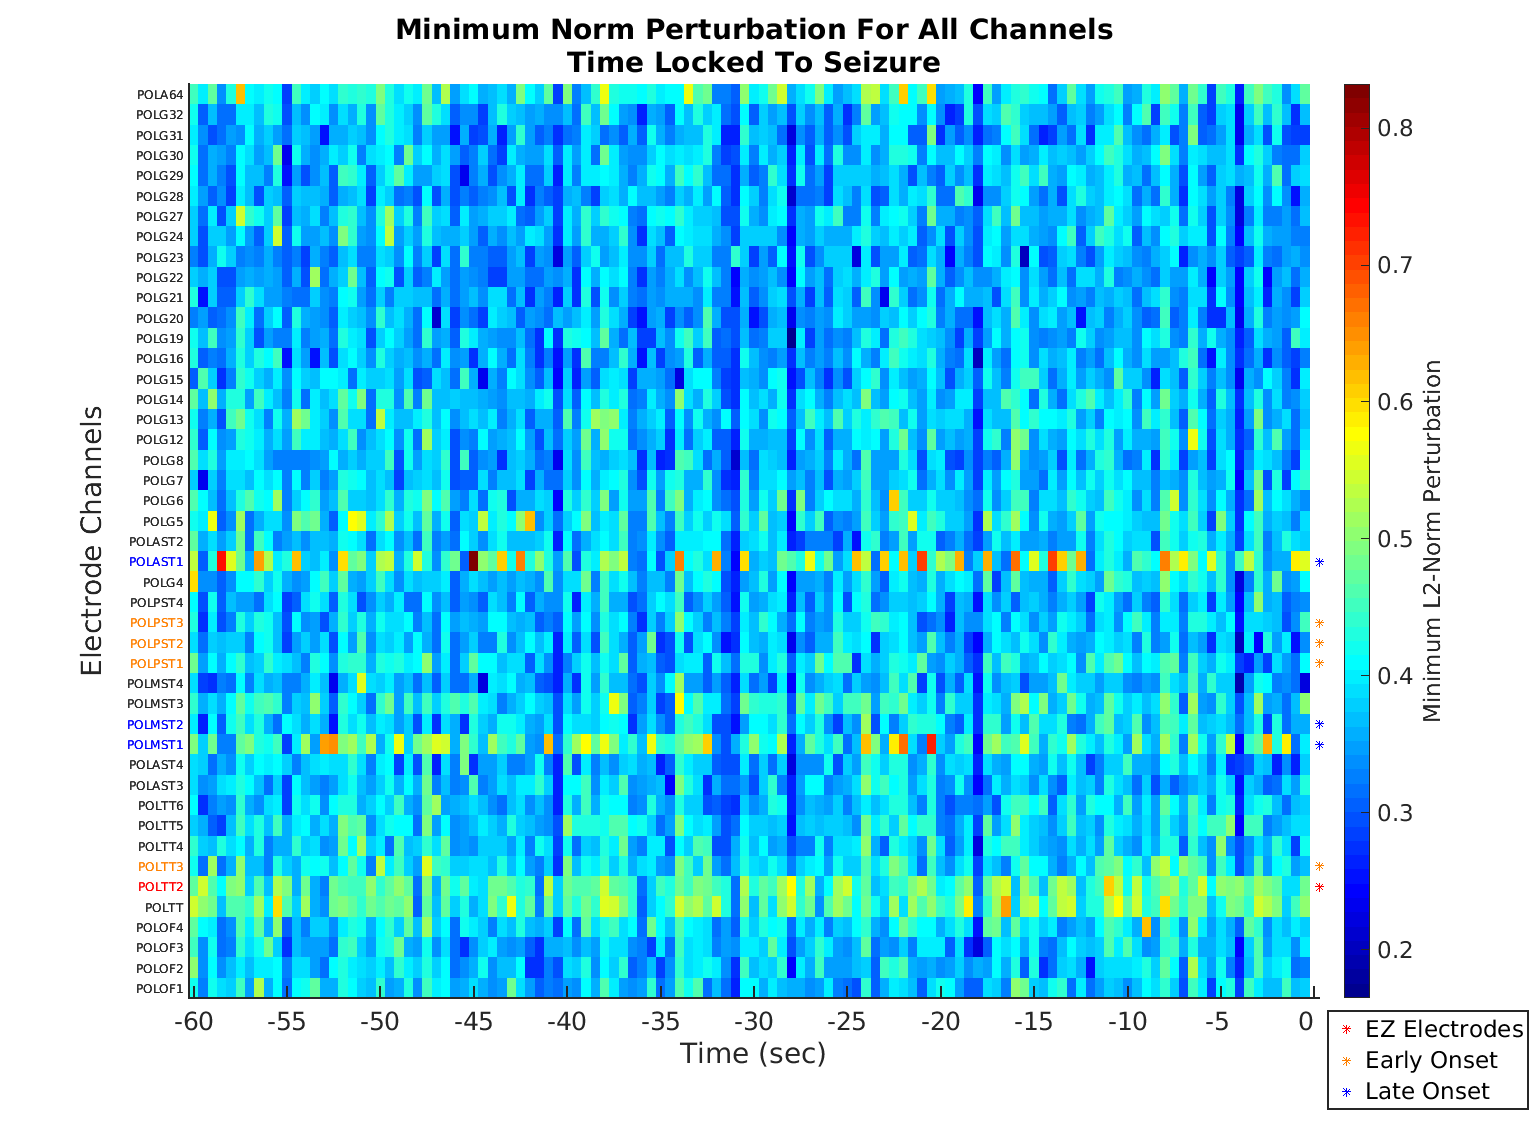 Minimum Norm Perturbation For All Channels
Time Locked To Seizure
Electrode Channels
POLA64
POLG32
POLG31
POLG30
POLG29
POLG28
POLG27
POLG24
POLG23
POLG22
POLG21
POLG20
POLG19
POLG16
POLG15
POLG14
POLG13
POLG12
POLG8
POLG7
POLG6
POLG5
POLAST2
POLAST1
POLG4
POLPST4
POLPST3
POLPST2
POLPST1
POLMST4
POLMST3
POLMST2
POLMST1
POLAST4
POLAST3
POLTT6
POLTT5
POLTT4
POLTT3
POLTT2
POLTT
POLOF4
POLOF3
POLOF2
POLOF1
-60 -55 -50 -45 -40 -35 -30 -25 -20 -15 -10 -5 0
Time (sec)
0.8
0.7
0.6
0.5
0.4
0.3
0.2
Minimum L2-Norm Perturbation
EZ Electrodes
Early Onset
Late Onset